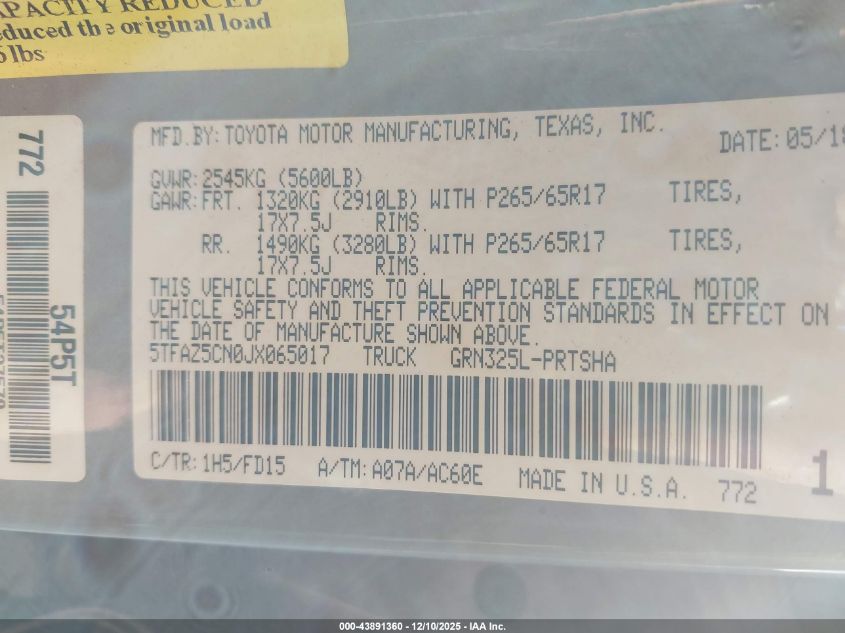 CAPACITY REDUCED
reduced the original load
lbs
772
54P5T
MFD.BY: TOYOTA MOTOR MANUFACTURING, TEXAS, INC. DATE: 05/18
GVWR: 2545KG (5600LB)
GAWR: FRT. 1320KG (2910LB) WITH P265/65R17 TIRES,
17X7.5J RIMS.
RR. 1490KG (3280LB) WITH P265/65R17 TIRES,
17X7.5J RIMS.
THIS VEHICLE CONFORMS TO ALL APPLICABLE FEDERAL MOTOR
VEHICLE SAFETY AND THEFT PREVENTION STANDARDS IN EFFECT ON
THE DATE OF MANUFACTURE SHOWN ABOVE.
5TFAZ5CN0JX065017 TRUCK GRN325L-PRTSHA
C/TR: 1H5/FD15 A/TM: A07A/AC60E MADE IN U.S.A. 772
1
000-43891360 - 12/10/2025 - IAA Inc.